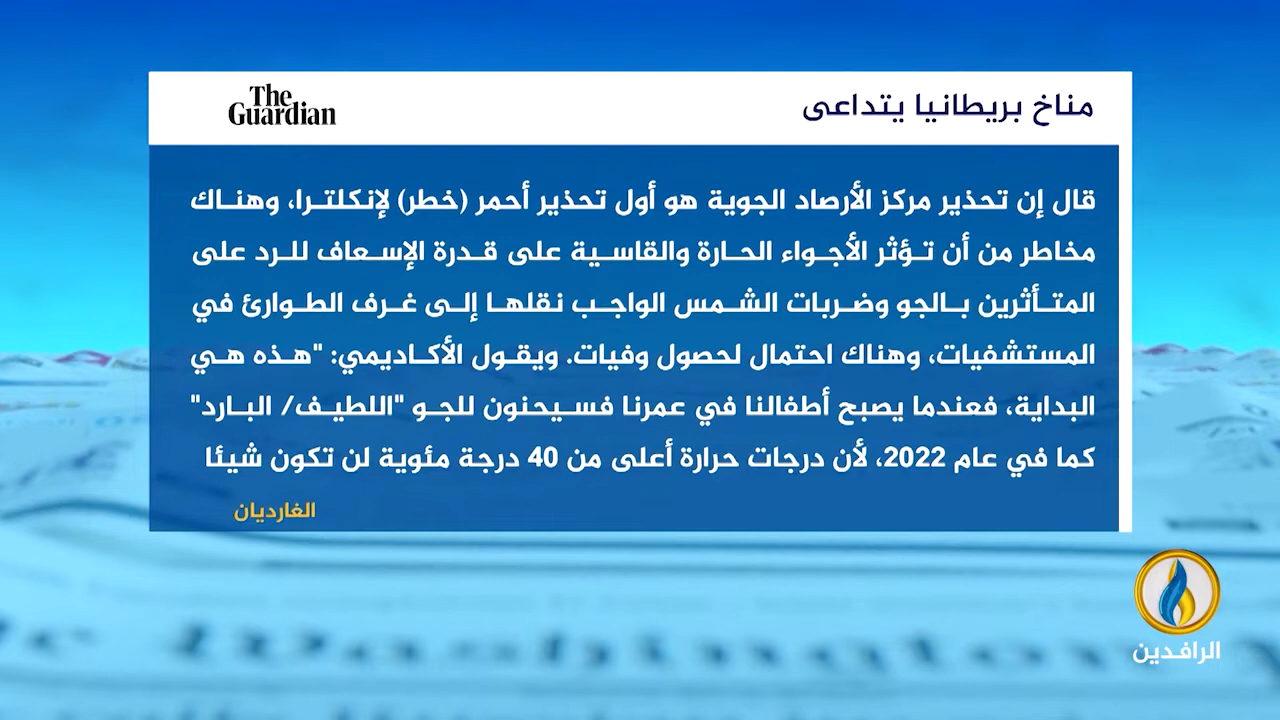 مناخ بريطانيا يتداعى
The
Guardian
قال إن تحذير مركز الأرصاد الجوية هو أول تحذير أحمر (خطر) لإنكلترا، وهناك
مخاطر من أن تؤثر الأجواء الحارة والقاسية على قدرة الإسعاف للرد على
المتأثرين بالجو وضربات الشمس الواجب نقلها إلى غرف الطوارئ في
المستشفيات، وهناك احتمال لحصول وفيات. ويقول الأكاديمي: "هذه هي
البداية، فعندما يصبح أطفالنا في عمرنا فسيحنون للجو "اللطيف/ البارد"
كما في عام 2022، لأن درجات حرارة أعلى من 40 درجة مئوية لن تكون شيئا
الغارديان
الرافدين